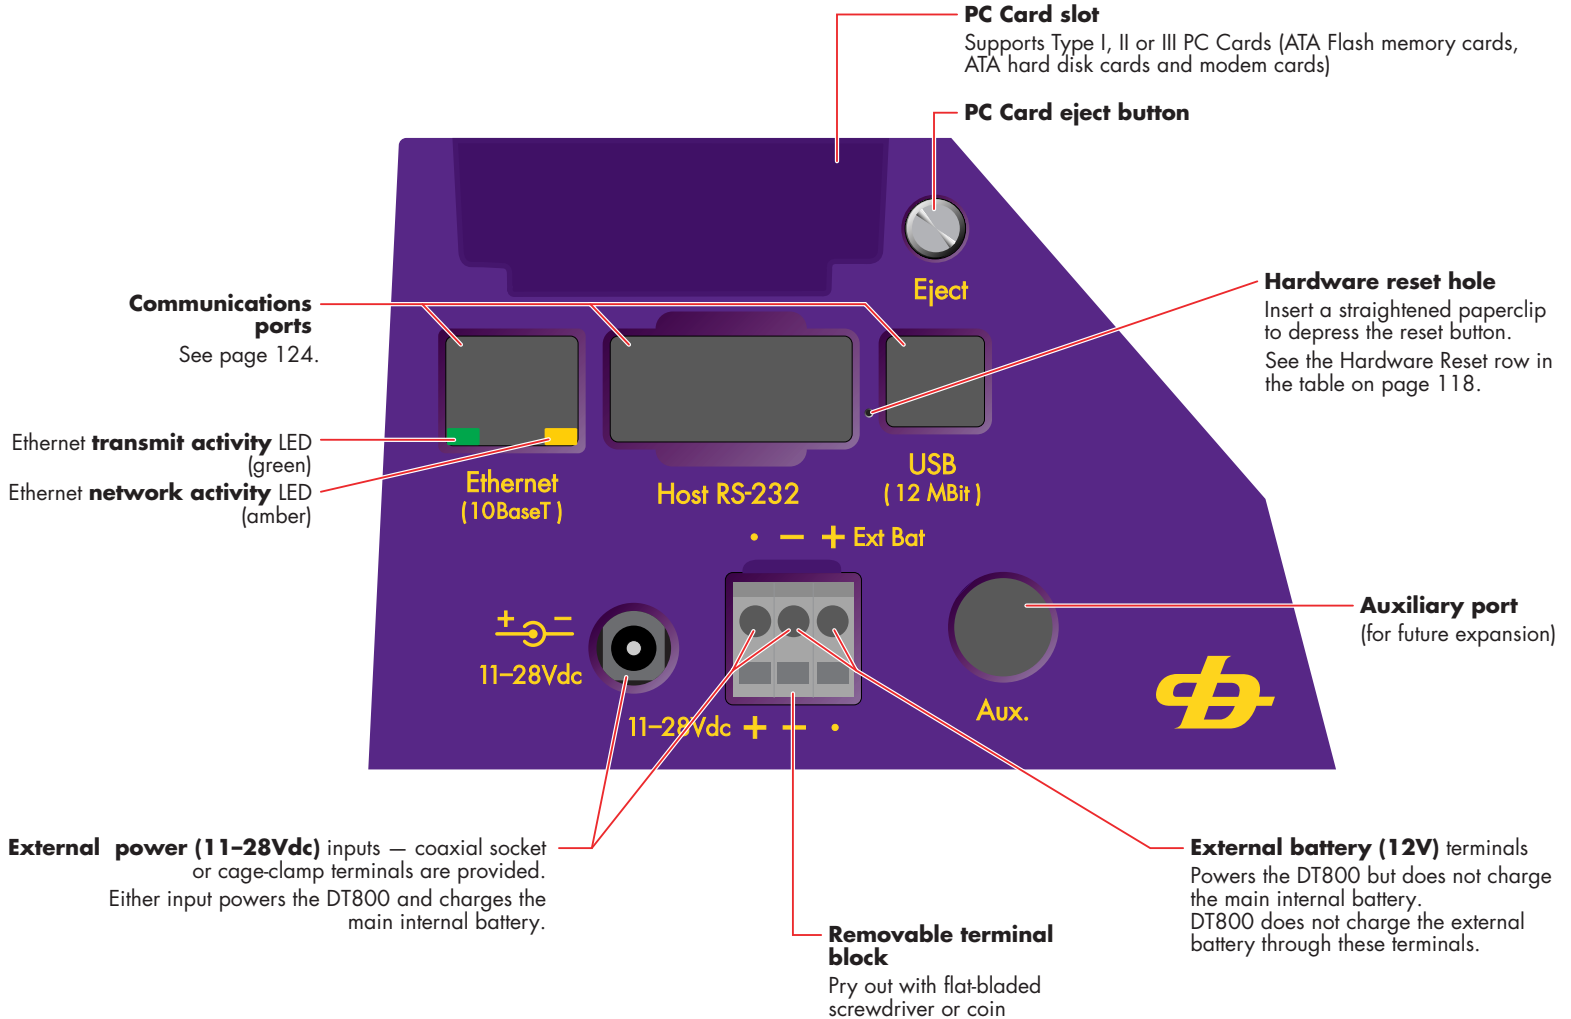 PC Card slot
Supports Type I, II or III PC Cards (ATA Flash memory cards,
ATA hard disk cards and modem cards)
PC Card eject button
Eject
Hardware reset hole
Insert a straightened paperclip
to depress the reset button.
See the Hardware Reset row in
the table on page 118.
Communications
ports
See page 124.
Ethernet transmit activity LED
(green)
Ethernet network activity LED
(amber)
Ethernet
(10BaseT)
Host RS-232
USB
(12 MBit)
· − + Ext Bat
+ −
11–28Vdc
11–28Vdc + − ·
Aux.
Auxiliary port
(for future expansion)
External power (11–28Vdc) inputs — coaxial socket
or cage-clamp terminals are provided.
Either input powers the DT800 and charges the
main internal battery.
Removable terminal
block
Pry out with flat-bladed
screwdriver or coin
External battery (12V) terminals
Powers the DT800 but does not charge
the main internal battery.
DT800 does not charge the external
battery through these terminals.